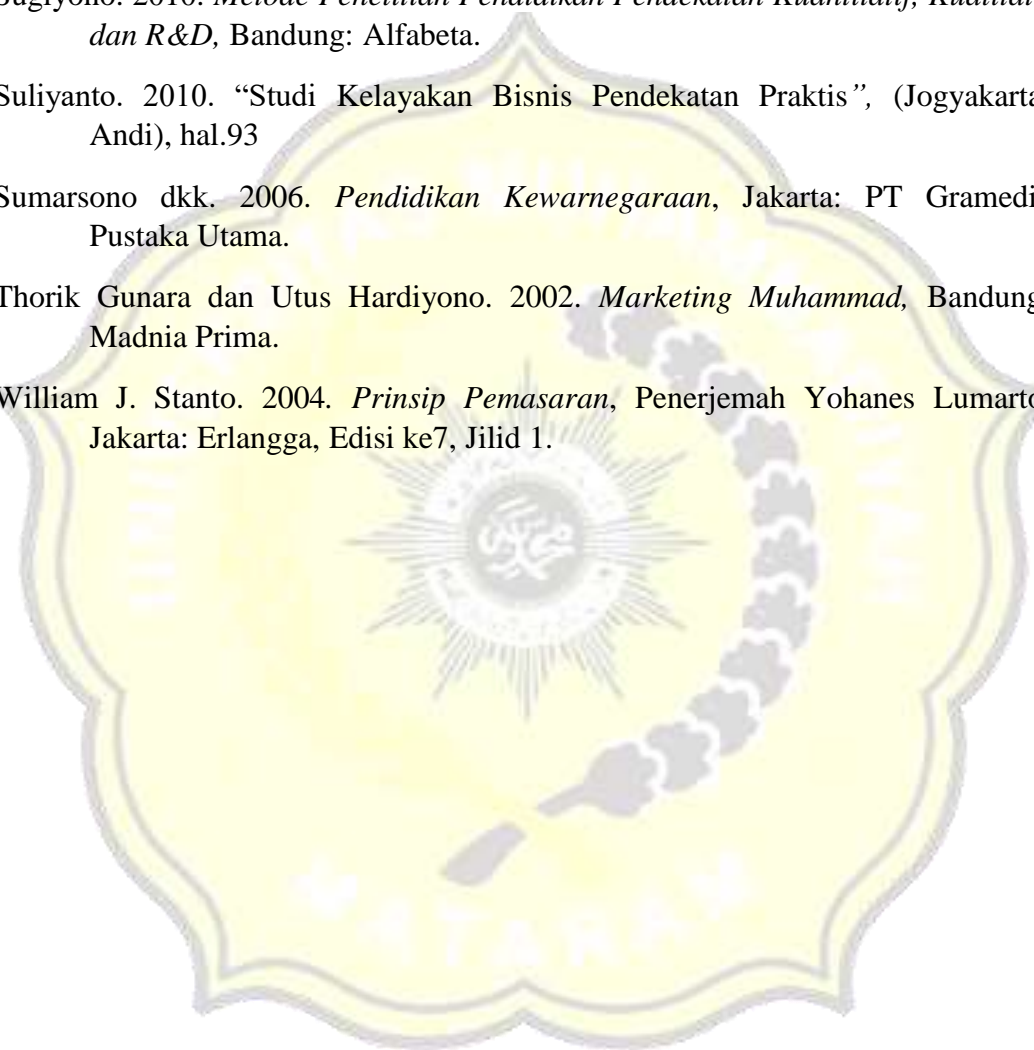 dan R&D, Bandung: Alfabeta.
Suliyanto. 2010. “Studi Kelayakan Bisnis Pendekatan Praktis”, (Jogyakarta
Andi), hal.93
Sumarsono dkk. 2006. Pendidikan Kewarnegaraan, Jakarta: PT Gramedi
Pustaka Utama.
Thorik Gunara dan Utus Hardiyono. 2002. Marketing Muhammad, Bandung
Madnia Prima.
William J. Stanto. 2004. Prinsip Pemasaran, Penerjemah Yohanes Lumarto
Jakarta: Erlangga, Edisi ke7, Jilid 1.
MATARAM